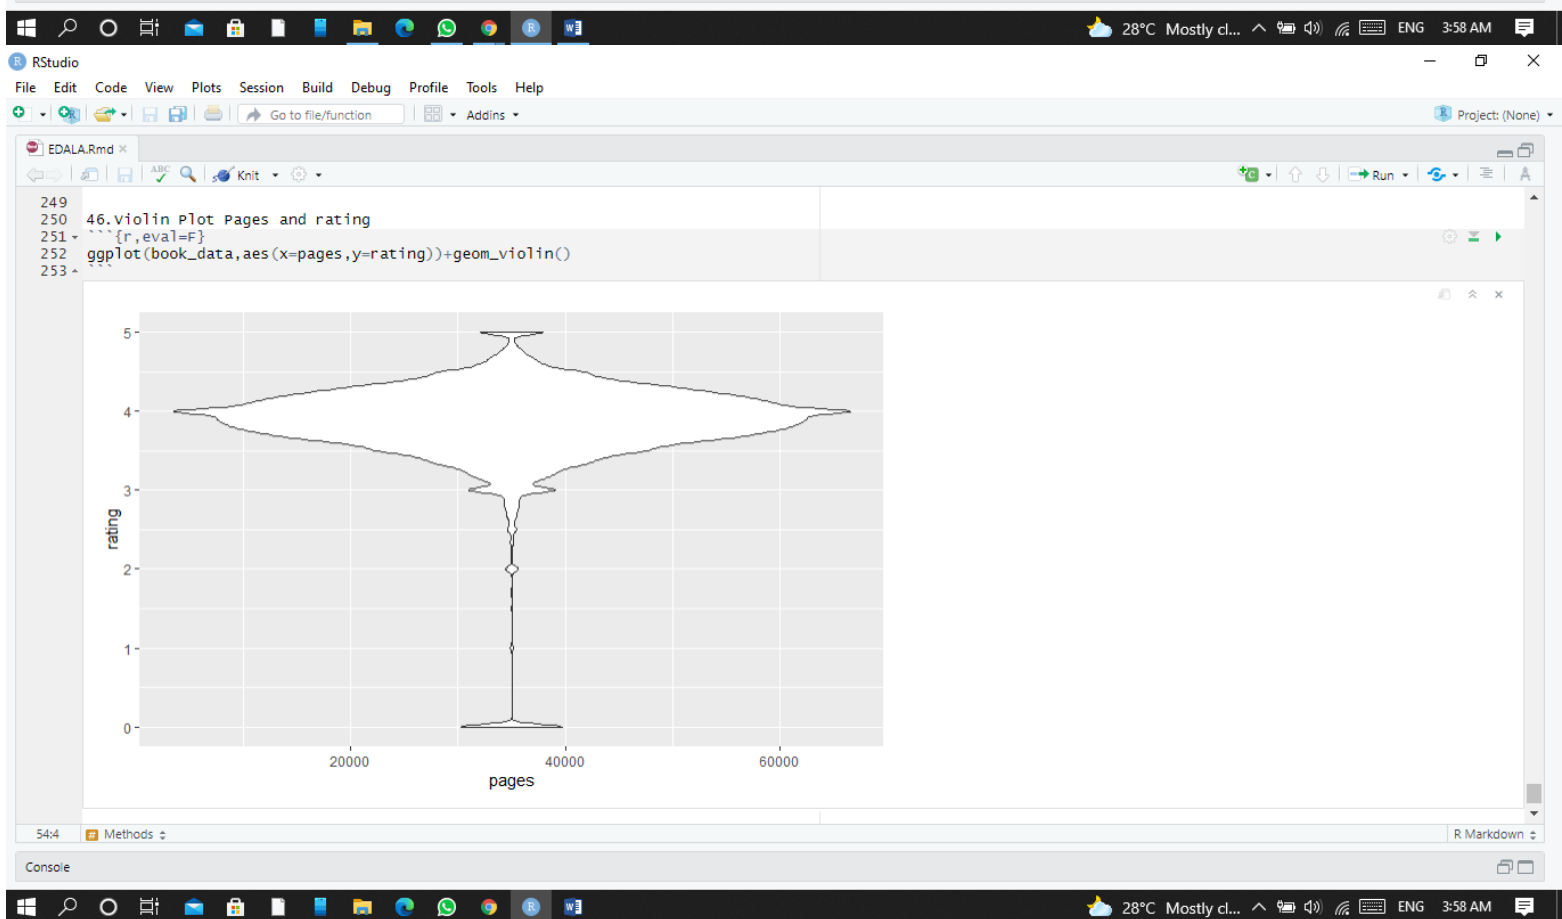 28°C Mostly cl... ENG 3:58 AM
RStudio
File Edit Code View Plots Session Build Debug Profile Tools Help
Go to file/function Addins Project: (None)
EDALA.Rmd
ABC Knit Run
249
250 46.Violin Plot Pages and rating
251 ```{r,eval=F}
252 ggplot(book_data,aes(x=pages,y=rating))+geom_violin()
253 ```
5
4
3
rating
2
1
0
20000 40000 60000
pages
54:4 # Methods R Markdown
Console
28°C Mostly cl... ENG 3:58 AM